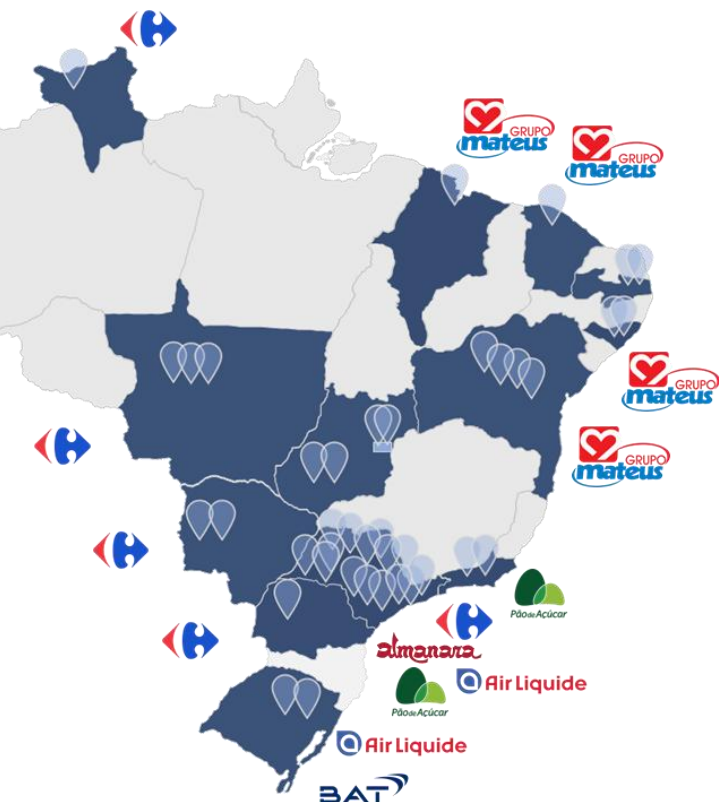 GRUPO
mateus
GRUPO
mateus
GRUPO
mateus
GRUPO
mateus
Pão de Açúcar
almanara
Air Liquide
Pão de Açúcar
Air Liquide
BAT